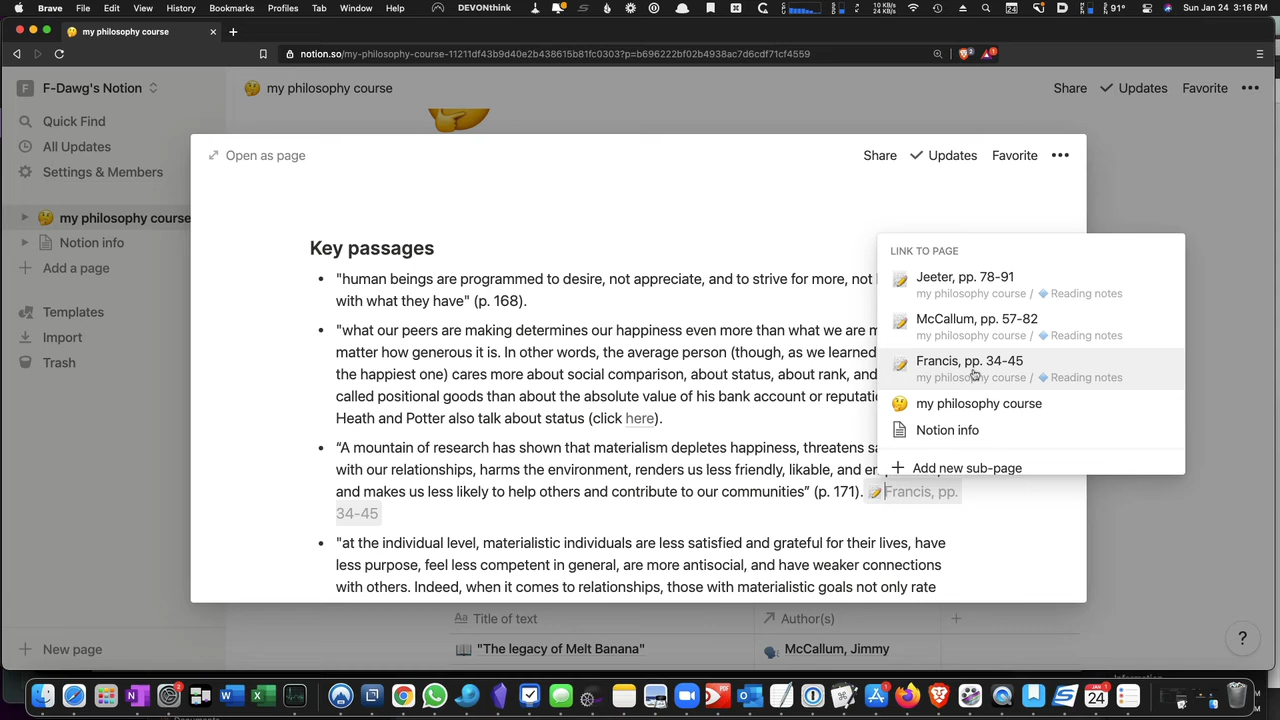 Brave File Edit View History Bookmarks Profiles Tab Window Help DEVONthink 10 KB/s 91° Sun Jan 24 3:16 PM
my philosophy course
notion.so/my-philosophy-course-11211df43b9d40e2b438615b81fc0303?p=b696222bf02b4938ac7d6cdf71cf4559
F F-Dawg's Notion
my philosophy course
Share Updates Favorite
Quick Find
All Updates
Settings & Members
my philosophy course
Notion info
Add a page
Templates
Import
Trash
New page
Open as page
Share Updates Favorite
Key passages
"human beings are programmed to desire, not appreciate, and to strive for more, not
with what they have" (p. 168).
"what our peers are making determines our happiness even more than what we are m
matter how generous it is. In other words, the average person (though, as we learned
the happiest one) cares more about social comparison, about status, about rank, and
called positional goods than about the absolute value of his bank account or reputatio
Heath and Potter also talk about status (click here).
“A mountain of research has shown that materialism depletes happiness, threatens sa
with our relationships, harms the environment, renders us less friendly, likable, and em
and makes us less likely to help others and contribute to our communities” (p. 171). Francis, pp.
34-45
"at the individual level, materialistic individuals are less satisfied and grateful for their lives, have
less purpose, feel less competent in general, are more antisocial, and have weaker connections
with others. Indeed, when it comes to relationships, those with materialistic goals not only rate
LINK TO PAGE
Jeeter, pp. 78-91
my philosophy course / Reading notes
McCallum, pp. 57-82
my philosophy course / Reading notes
Francis, pp. 34-45
my philosophy course / Reading notes
my philosophy course
Notion info
Add new sub-page
Aa Title of text Author(s)
"The legacy of Melt Banana" McCallum, Jimmy
?